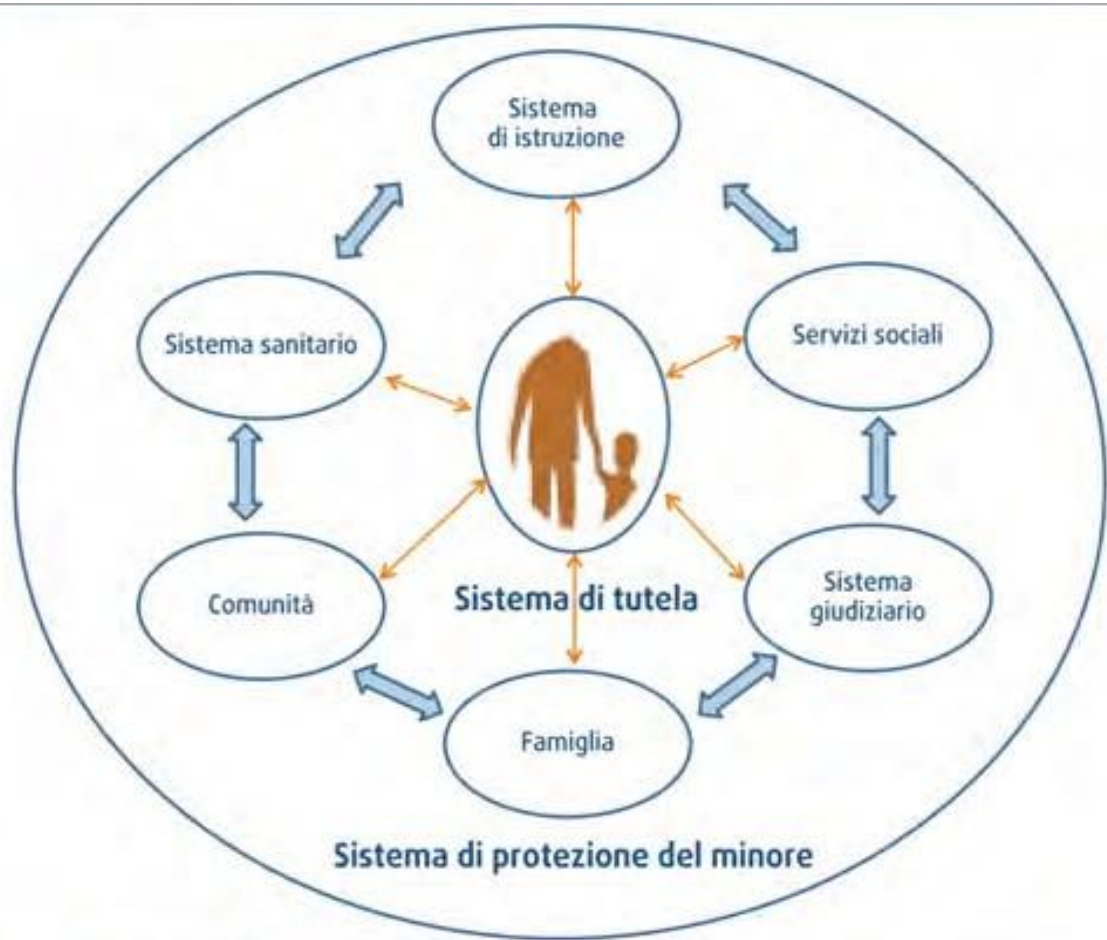 Sistema
di istruzione
Sistema sanitario
Servizi sociali
Comunità
Sistema di tutela
Sistema
giudiziario
Famiglia
Sistema di protezione del minore